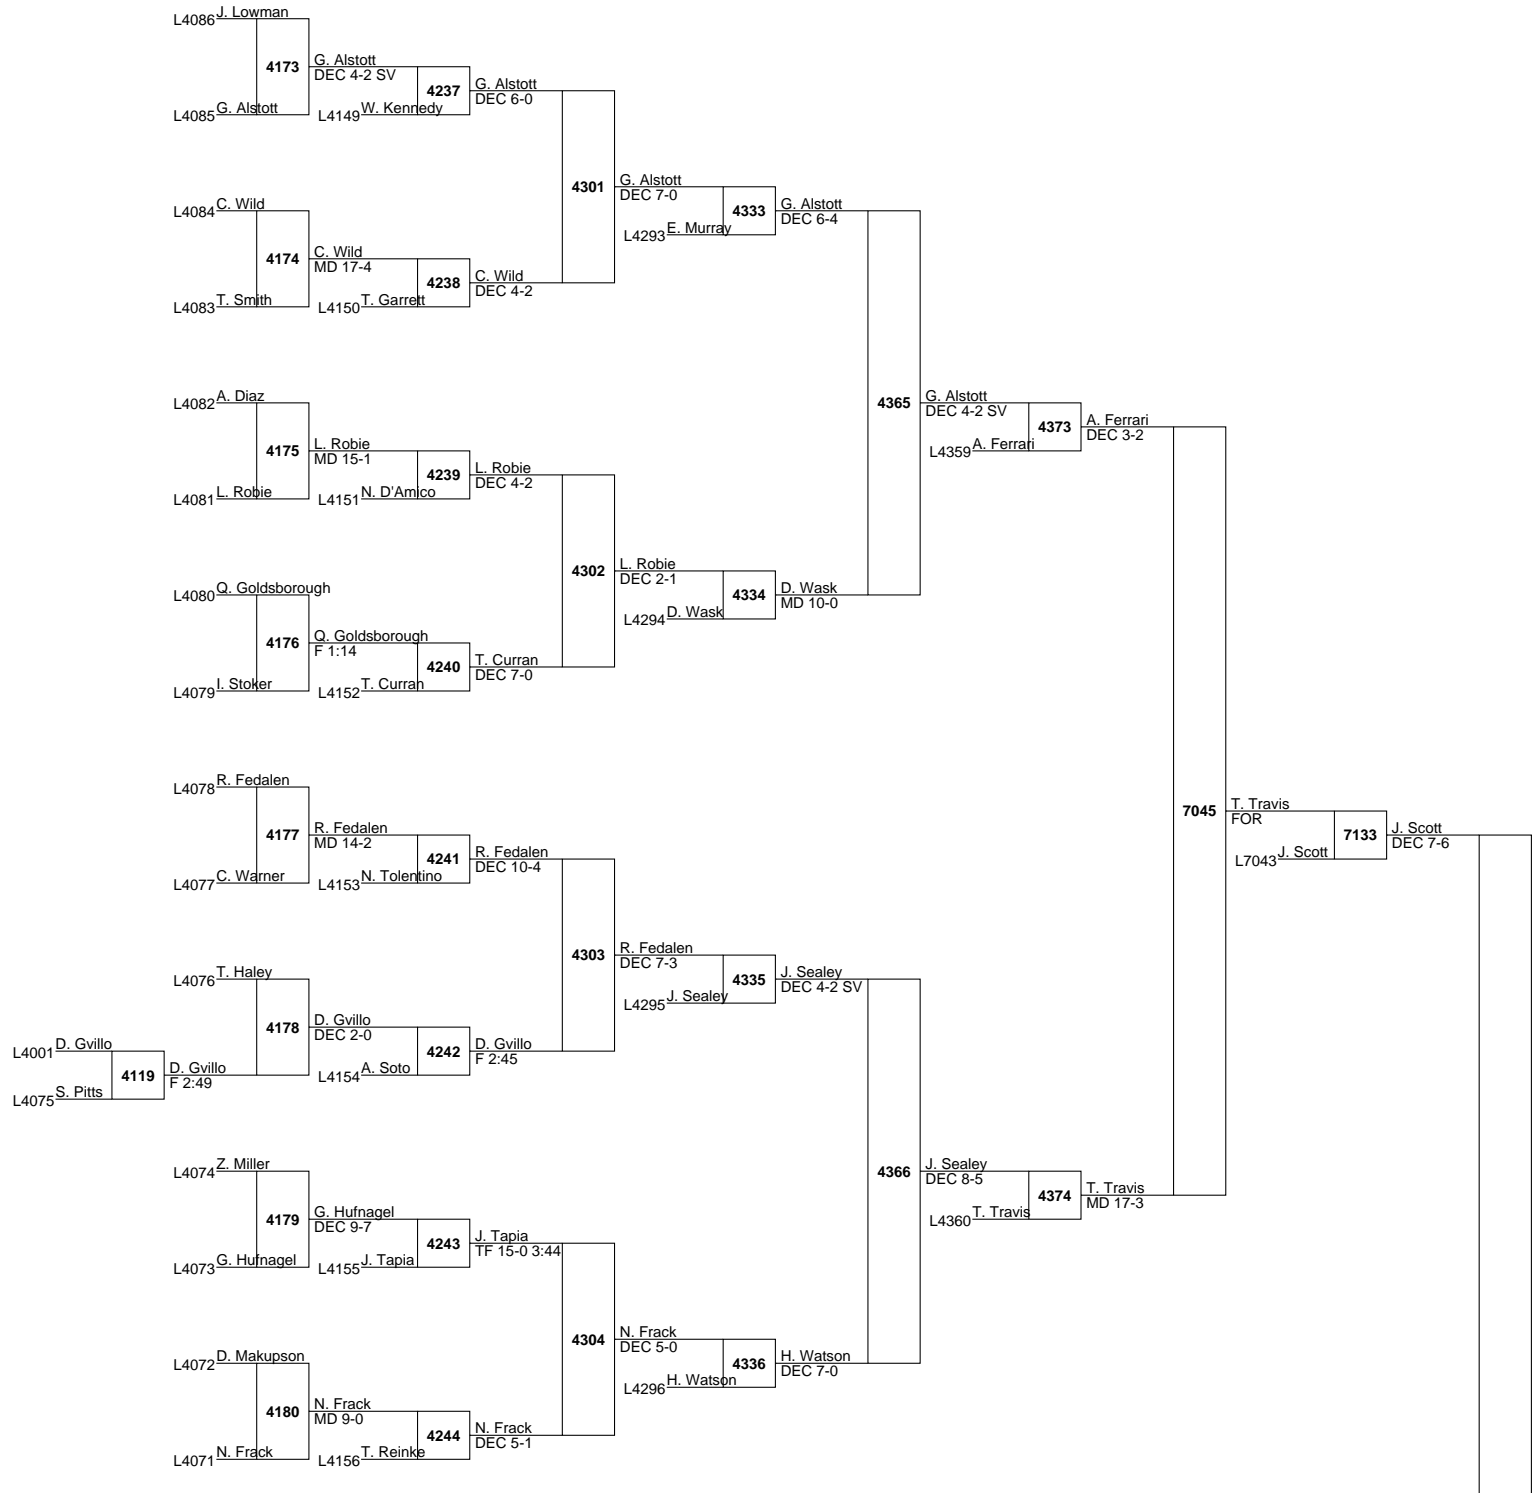 L4086 J. Lowman
4173
G. Alstott
DEC 4-2 SV
L4085 G. Alstott
4237
L4149 W. Kennedy
G. Alstott
DEC 6-0
4301
L4084 C. Wild
4174
C. Wild
MD 17-4
L4083 T. Smith
4238
L4150 T. Garrett
C. Wild
DEC 4-2
G. Alstott
DEC 7-0
4333
L4293 E. Murray
G. Alstott
DEC 6-4
4365
L4082 A. Diaz
4175
L. Robie
MD 15-1
L4081 L. Robie
4239
L4151 N. D'Amico
L. Robie
DEC 4-2
4302
L4080 Q. Goldsborough
4176
Q. Goldsborough
F 1:14
L4079 I. Stoker
4240
L4152 T. Curran
T. Curran
DEC 7-0
L. Robie
DEC 2-1
4334
L4294 D. Wask
D. Wask
MD 10-0
G. Alstott
DEC 4-2 SV
4373
L4359 A. Ferrari
A. Ferrari
DEC 3-2
7045
L4078 R. Fedalen
4177
R. Fedalen
MD 14-2
L4077 C. Warner
4241
L4153 N. Tolentino
R. Fedalen
DEC 10-4
4303
L4076 T. Haley
4178
D. Gvillo
DEC 2-0
L4001 D. Gvillo
4119
D. Gvillo
F 2:49
L4075 S. Pitts
4242
L4154 A. Soto
D. Gvillo
F 2:45
R. Fedalen
DEC 7-3
4335
L4295 J. Sealey
J. Sealey
DEC 4-2 SV
4366
L4074 Z. Miller
4179
G. Hufnagel
DEC 9-7
L4073 G. Hufnagel
4243
L4155 J. Tapia
J. Tapia
TF 15-0 3:44
4304
L4072 D. Makupson
4180
N. Frack
MD 9-0
L4071 N. Frack
4244
L4156 T. Reinke
N. Frack
DEC 5-1
N. Frack
DEC 5-0
4336
L4296 H. Watson
H. Watson
DEC 7-0
J. Sealey
DEC 8-5
4374
L4360 T. Travis
T. Travis
MD 17-3
T. Travis
FOR
7133
L7043 J. Scott
J. Scott
DEC 7-6